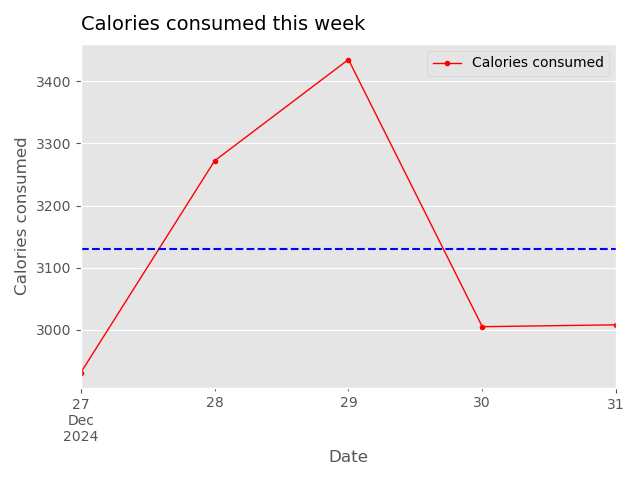 Calories consumed this week
Calories consumed
3400
3300
3200
3100
3000
Calories consumed
27
Dec
2024
28
29
30
31
Date